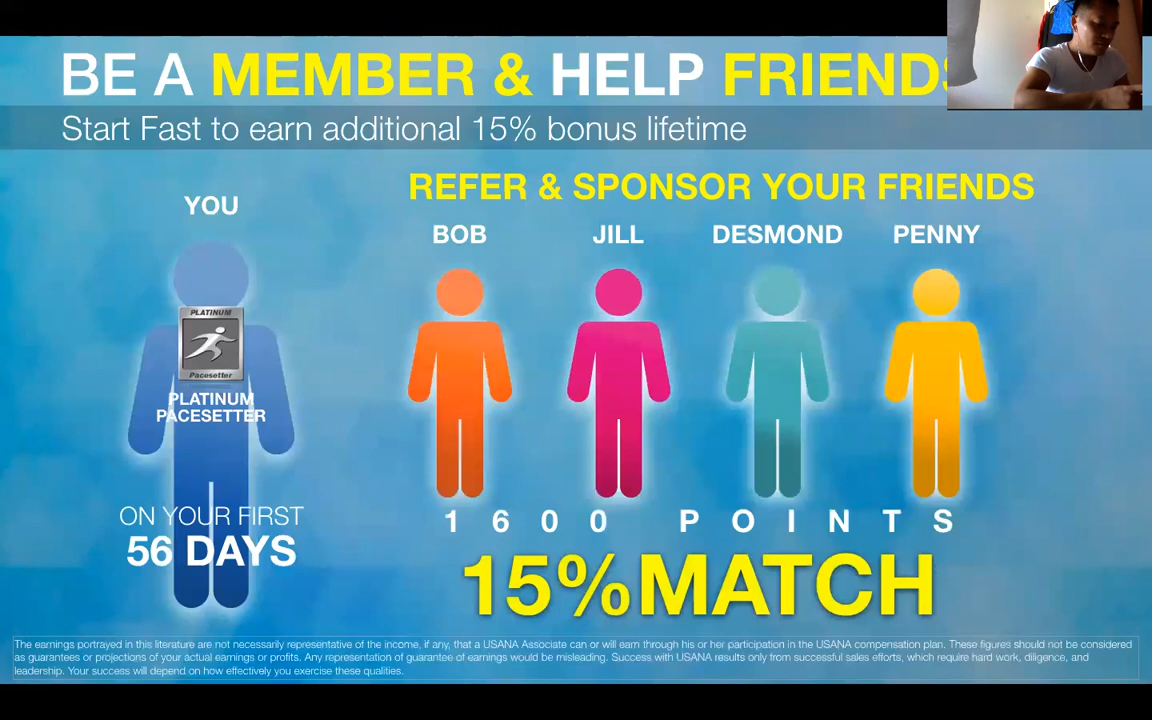 BE A MEMBER & HELP FRIENDS
Start Fast to earn additional 15% bonus lifetime
REFER & SPONSOR YOUR FRIENDS
YOU
BOB JILL DESMOND PENNY
PLATINUM
Pacesetter
PLATINUM
PACESETTER
ON YOUR FIRST
56 DAYS
1600 POINTS
15%MATCH
The earnings portrayed in this literature are not necessarily representative of the income, if any, that a USANA Associate can or will earn through his or her participation in the USANA compensation plan. These figures should not be considered
as guarantees or projections of your actual earnings or profits. Any representation of guarantee of earnings would be misleading. Success with USANA results only from successful sales efforts, which require hard work, diligence, and
leadership. Your success will depend on how effectively you exercise these qualities.